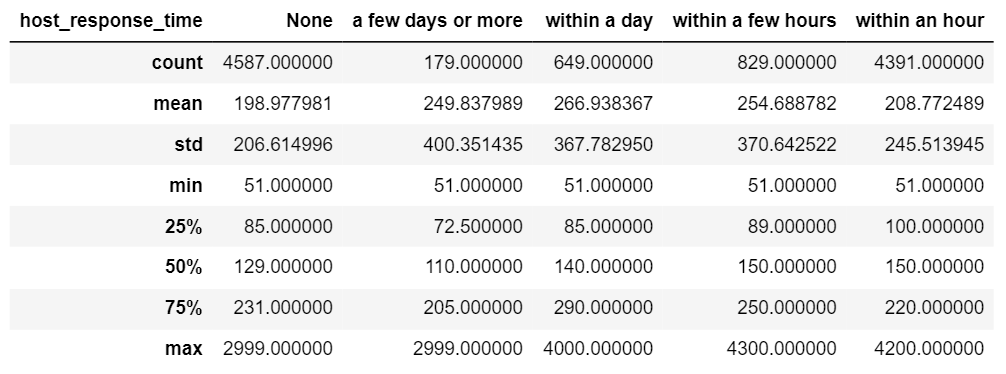 host_response_time None a few days or more within a day within a few hours within an hour
count 4587.000000 179.000000 649.000000 829.000000 4391.000000
mean 198.977981 249.837989 266.938367 254.688782 208.772489
std 206.614996 400.351435 367.782950 370.642522 245.513945
min 51.000000 51.000000 51.000000 51.000000 51.000000
25% 85.000000 72.500000 85.000000 89.000000 100.000000
50% 129.000000 110.000000 140.000000 150.000000 150.000000
75% 231.000000 205.000000 290.000000 250.000000 220.000000
max 2999.000000 2999.000000 4000.000000 4300.000000 4200.000000